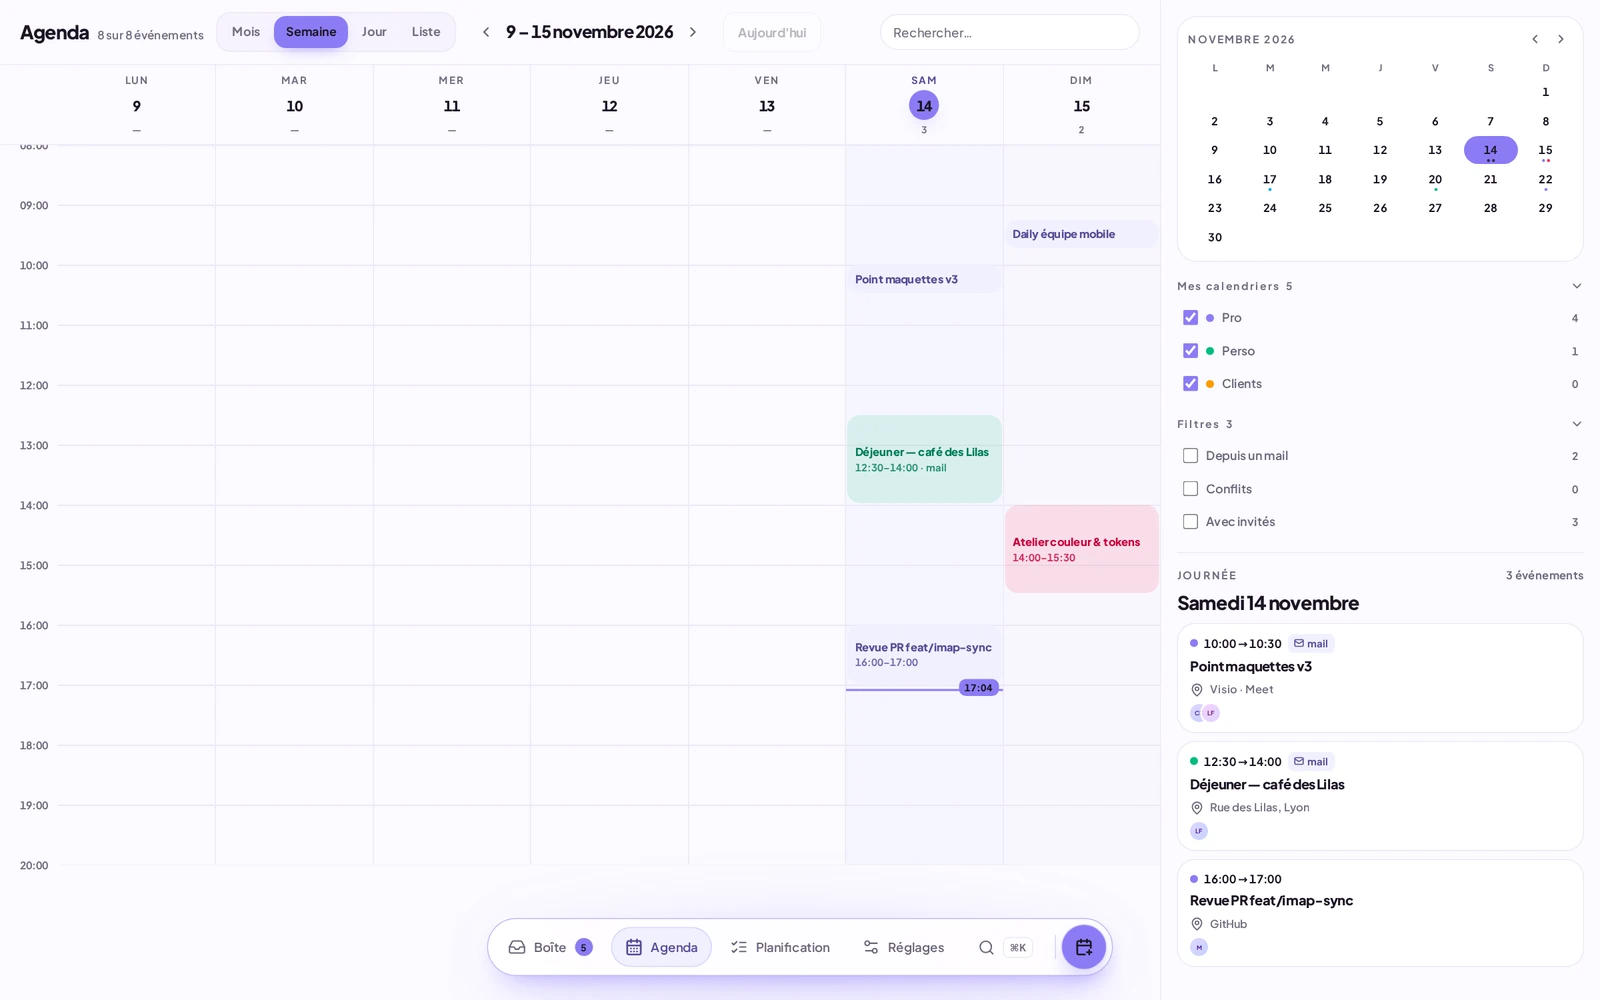 Agenda 8 sur 8 événements
Mois Semaine Jour Liste
9 – 15 novembre 2026
Aujourd'hui
Rechercher…
LUN MAR MER JEU VEN SAM DIM
9 10 11 12 13 14 15
— — — — — 3 2
08:00
09:00
Daily équipe mobile
10:00
Point maquettes v3
11:00
12:00
13:00
Déjeuner — café des Lilas
12:30–14:00 · mail
14:00
Atelier couleur & tokens
14:00–15:30
15:00
16:00
Revue PR feat/imap-sync
16:00–17:00
17:00
17:04
18:00
19:00
20:00
Boîte 5
Agenda
Planification
Réglages
⌘K
NOVEMBRE 2026
L M M J V S D
1
2 3 4 5 6 7 8
9 10 11 12 13 14 15
16 17 18 19 20 21 22
23 24 25 26 27 28 29
30
Mes calendriers 5
Pro 4
Perso 1
Clients 0
Filtres 3
Depuis un mail 2
Conflits 0
Avec invités 3
JOURNÉE 3 événements
Samedi 14 novembre
10:00→10:30 mail
Point maquettes v3
Visio · Meet
LF
12:30→14:00 mail
Déjeuner — café des Lilas
Rue des Lilas, Lyon
LF
16:00→17:00
Revue PR feat/imap-sync
GitHub
M